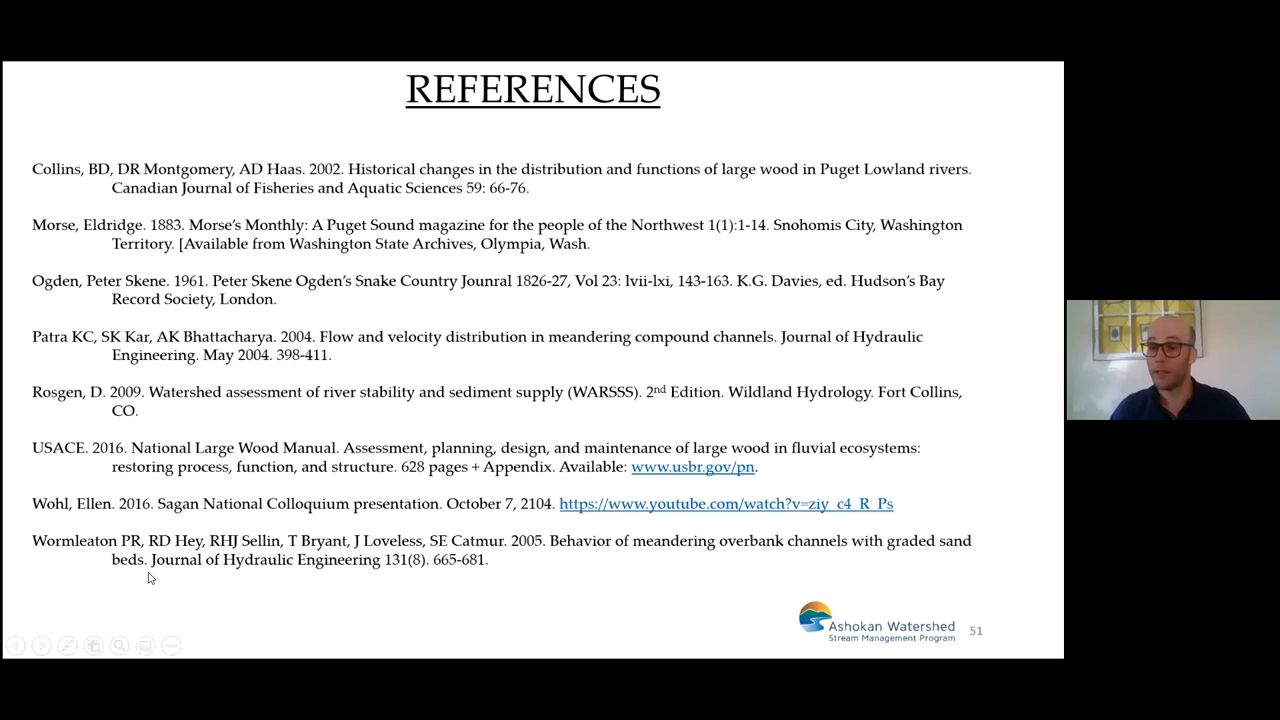 REFERENCES
Collins, BD, DR Montgomery, AD Haas. 2002. Historical changes in the distribution and functions of large wood in Puget Lowland rivers.
Canadian Journal of Fisheries and Aquatic Sciences 59: 66-76.
Morse, Eldridge. 1883. Morse's Monthly: A Puget Sound magazine for the people of the Northwest 1(1):1-14. Snohomis City, Washington
Territory. [Available from Washington State Archives, Olympia, Wash.
Ogden, Peter Skene. 1961. Peter Skene Ogden's Snake Country Jounral 1826-27, Vol 23: lvii-lxi, 143-163. K.G. Davies, ed. Hudson's Bay
Record Society, London.
Patra KC, SK Kar, AK Bhattacharya. 2004. Flow and velocity distribution in meandering compound channels. Journal of Hydraulic
Engineering. May 2004. 398-411.
Rosgen, D. 2009. Watershed assessment of river stability and sediment supply (WARSSS). 2nd Edition. Wildland Hydrology. Fort Collins,
CO.
USACE. 2016. National Large Wood Manual. Assessment, planning, design, and maintenance of large wood in fluvial ecosystems:
restoring process, function, and structure. 628 pages + Appendix. Available: www.usbr.gov/pn.
Wohl, Ellen. 2016. Sagan National Colloquium presentation. October 7, 2104. https://www.youtube.com/watch?v=ziy_c4_R_Ps
Wormleaton PR, RD Hey, RHJ Sellin, T Bryant, J Loveless, SE Catmur. 2005. Behavior of meandering overbank channels with graded sand
beds. Journal of Hydraulic Engineering 131(8). 665-681.
Ashokan Watershed
Stream Management Program
51